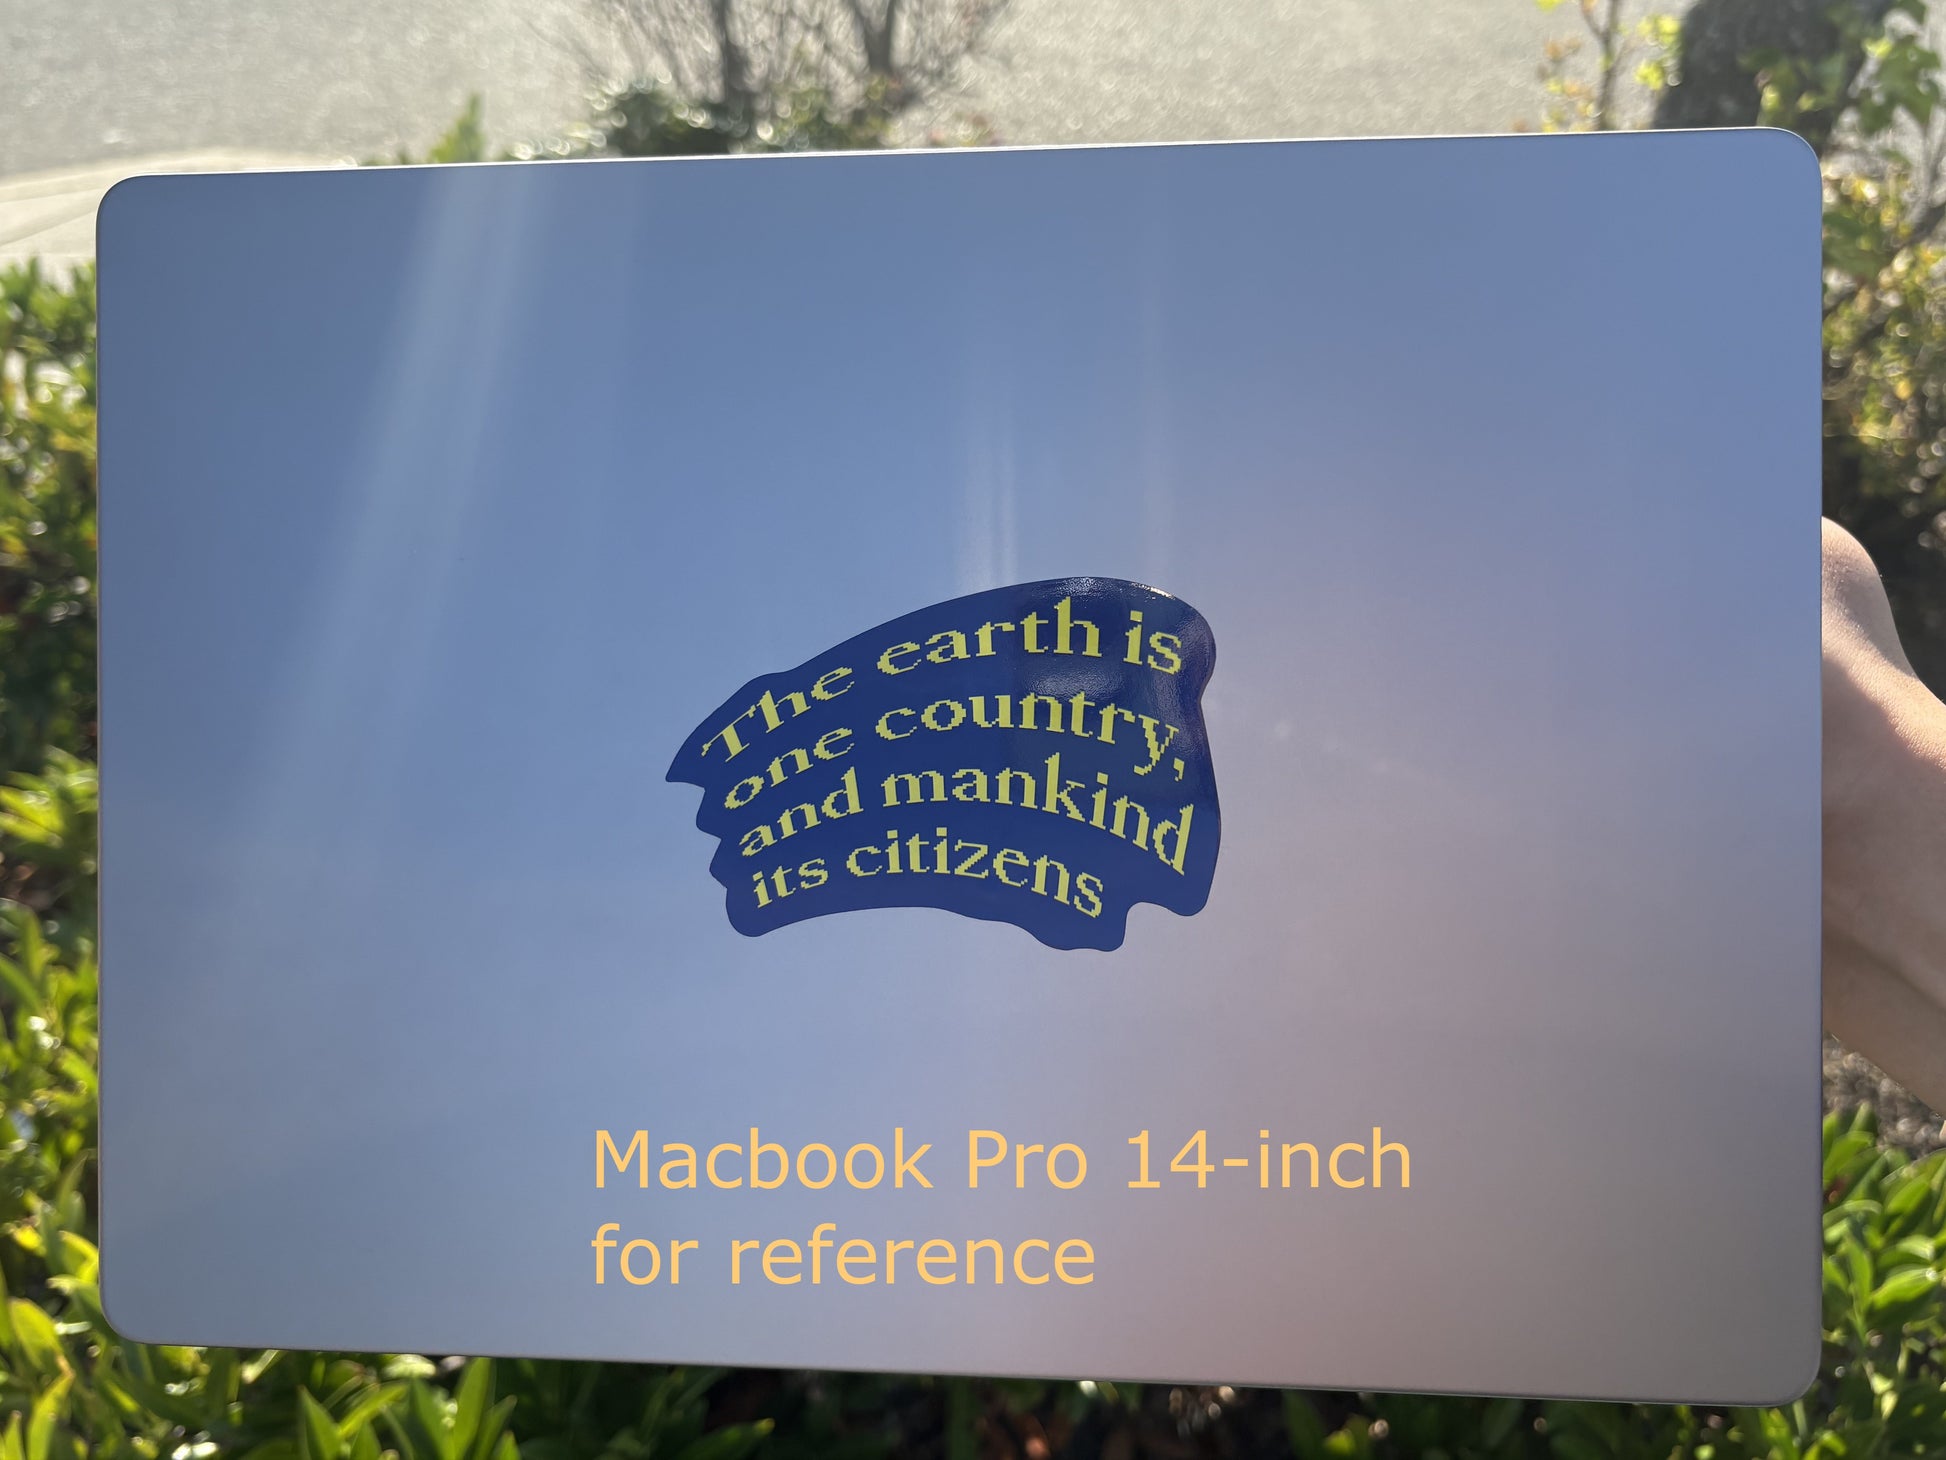 The earth is
one country,
and mankind
its citizens
Macbook Pro 14-inch
for reference